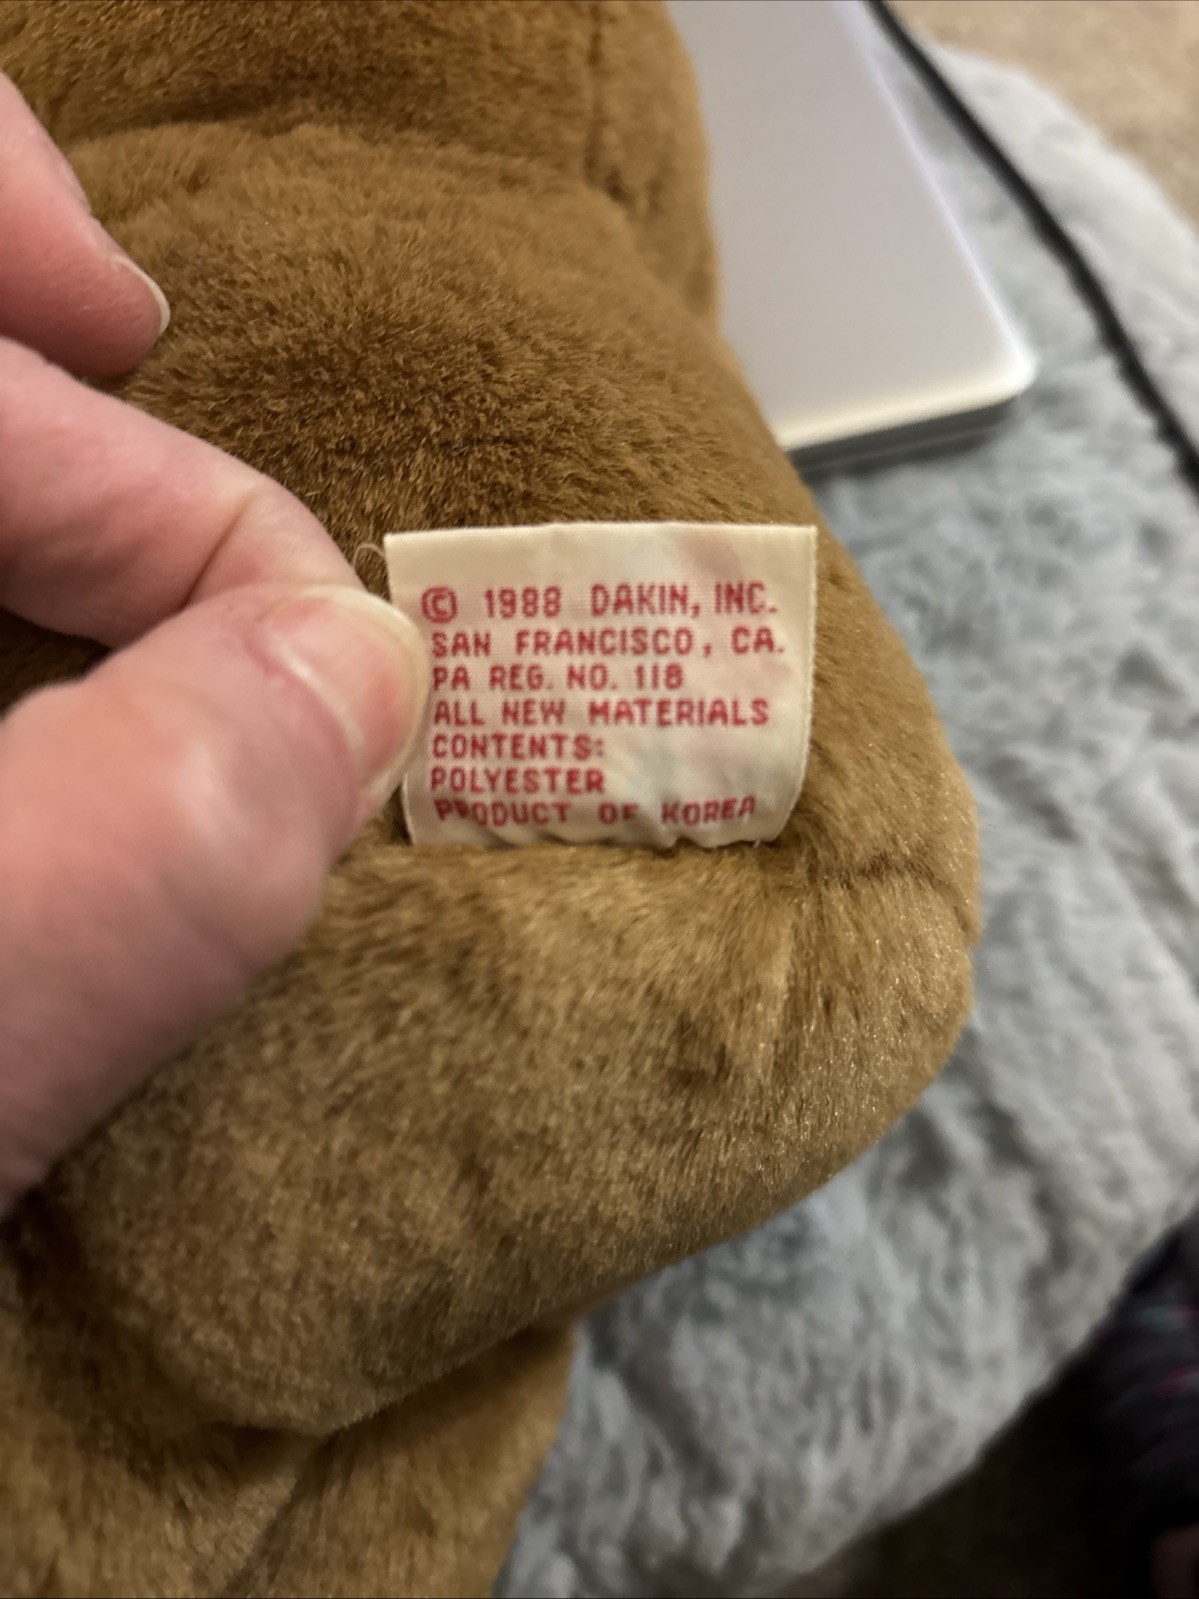 © 1988 DAKIN, INC.
SAN FRANCISCO, CA.
PA REG. NO. 118
ALL NEW MATERIALS
CONTENTS:
POLYESTER
PRODUCT OF KOREA